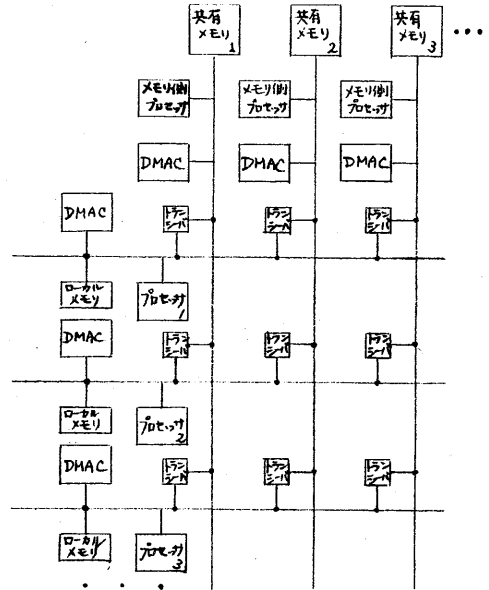 共有
メモリ
1
共有
メモリ
2
共有
メモリ
3
メモリ側
プロセッサ
メモリ側
プロセッサ
メモリ側
プロセッサ
DMAC
DMAC
DMAC
DMAC
トラン
シーバ
トラン
シーバ
トラン
シーバ
ローカル
メモリ
プロセッサ
1
DMAC
トラン
シーバ
トラン
シーバ
トラン
シーバ
ローカル
メモリ
プロセッサ
2
DMAC
トラン
シーバ
トラン
シーバ
トラン
シーバ
ローカル
メモリ
プロセッサ
3